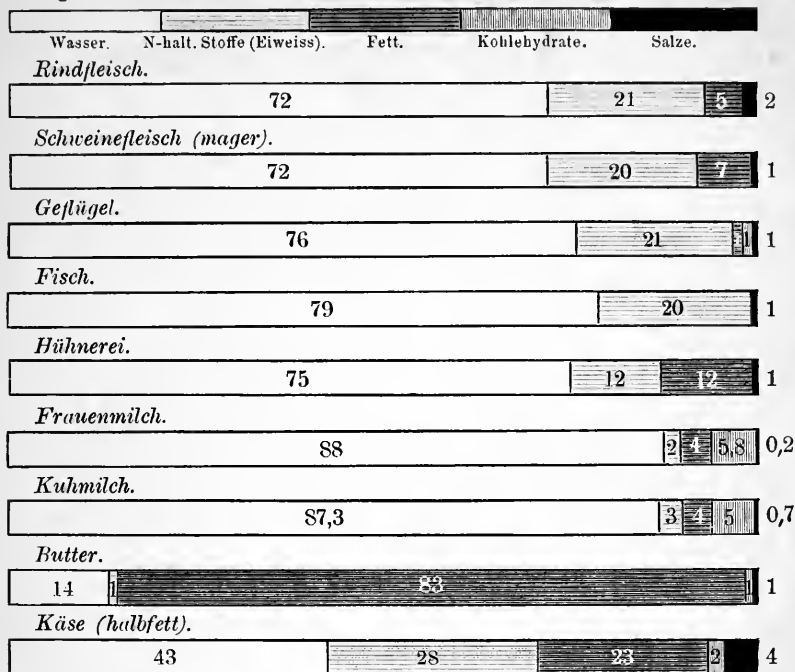 Wasser. N-halt. Stoffe (Eiweiss). Fett. Kohlehydrate. Salze.
Rindfleisch.
72 21 5 2
Schweinefleisch (mager).
72 20 7 1
Geflügel.
76 21 1 1
Fisch.
79 20 1
Hühnerei.
75 12 12 1
Frauenmilch.
88 2 4 5,8 0,2
Kuhmilch.
87,3 3 4 5 0,7
Butter.
14 1 83 1 1
Käse (halbfett).
43 28 23 2 4